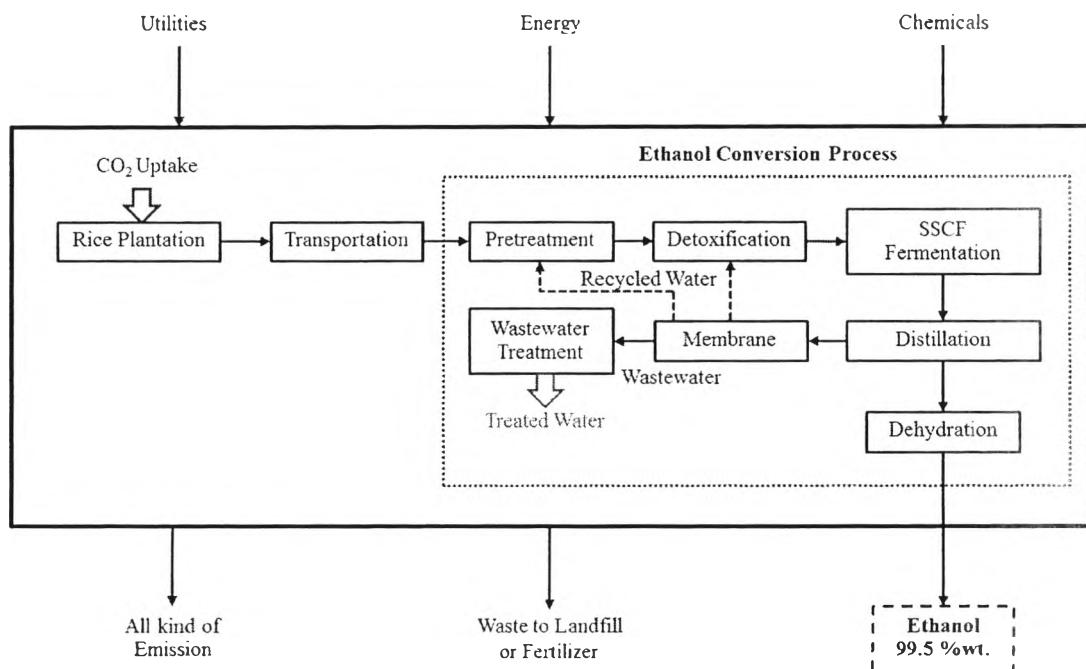 Utilities
Energy
Chemicals
Ethanol Conversion Process
CO₂ Uptake
Rice Plantation
Transportation
Pretreatment
Detoxification
SSCF
Fermentation
Recycled Water
Wastewater
Treatment
Membrane
Distillation
Wastewater
Treated Water
Dehydration
All kind of
Emission
Waste to Landfill
or Fertilizer
Ethanol
99.5 %wt.